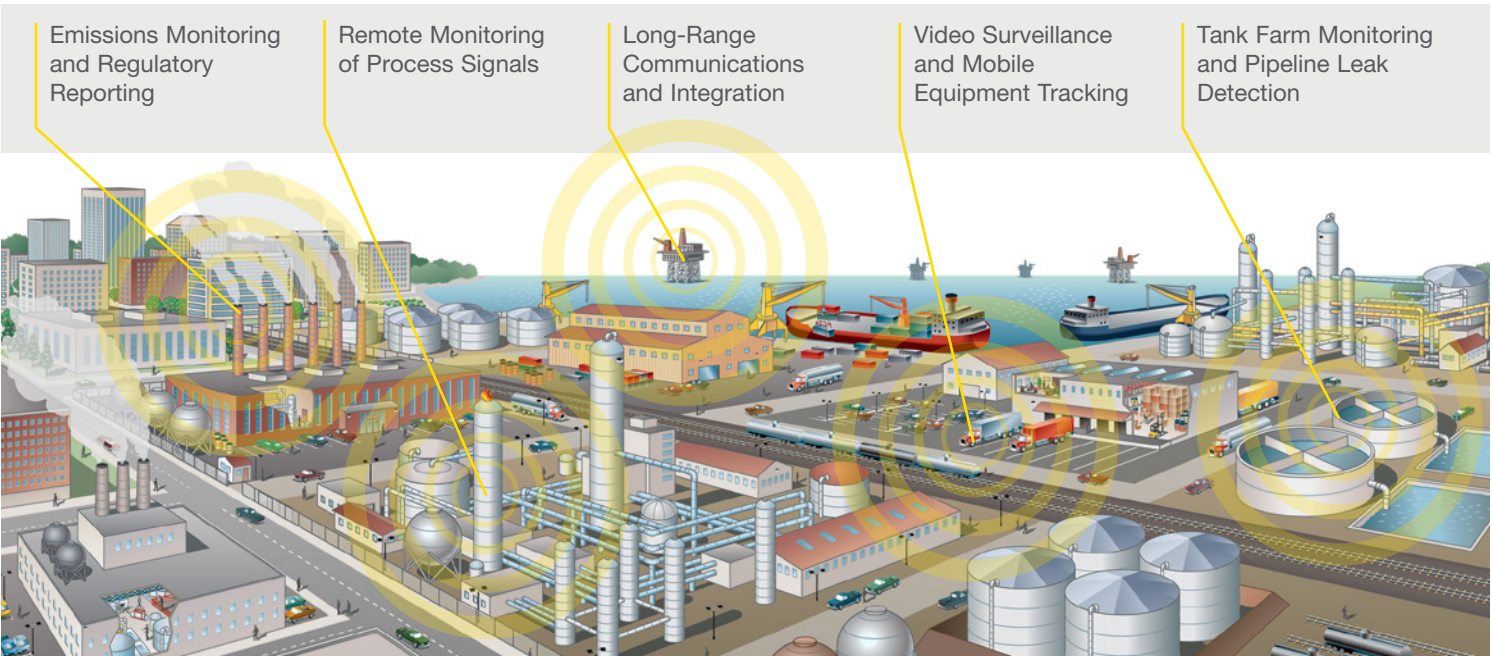 Emissions Monitoring
and Regulatory
Reporting
Remote Monitoring
of Process Signals
Long-Range
Communications
and Integration
Video Surveillance
and Mobile
Equipment Tracking
Tank Farm Monitoring
and Pipeline Leak
Detection